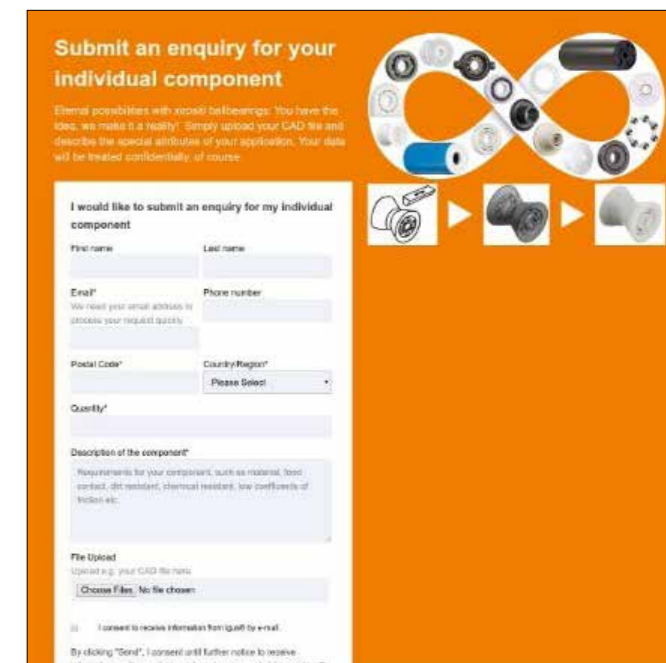 Submit an enquiry for your
individual component
Eternal possibilities with xiros® ballbearings: You have the
idea, we make it a reality! Simply upload your CAD file and
describe the special attributes of your application. Your data
will be treated confidentially, of course.
I would like to submit an enquiry for my individual
component
First name
Last name
Email*
We need your email address to
process your request quickly
Phone number
Postal Code*
Country/Region*
Please Select
Quantity*
Description of the component*
Requirements for your component, such as material, food
contact, dirt resistant, chemical resistant, low coefficients of
friction etc.
File Upload
Upload e.g. your CAD file here
Choose Files No file chosen
I consent to receive information from igus® by e-mail.
By clicking "Send", I consent until further notice to receive